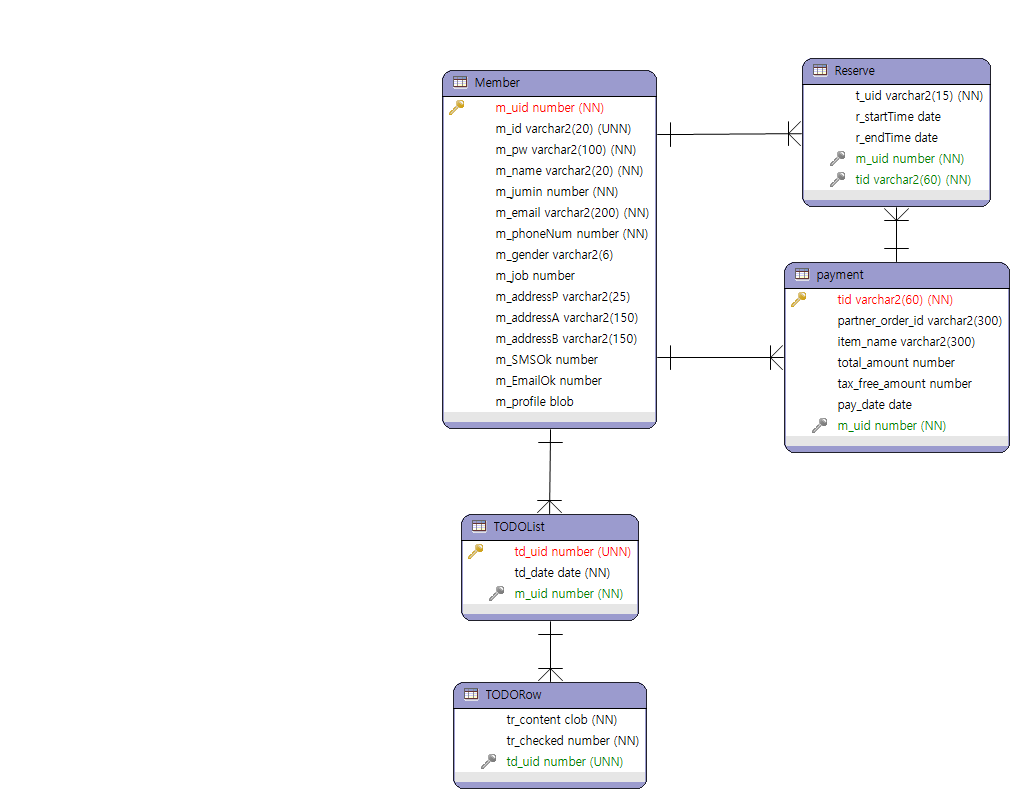 Member
m_uid number (NN)
m_id varchar2(20) (UNN)
m_pw varchar2(100) (NN)
m_name varchar2(20) (NN)
m_jumin number (NN)
m_email varchar2(200) (NN)
m_phoneNum number (NN)
m_gender varchar2(6)
m_job number
m_addressP varchar2(25)
m_addressA varchar2(150)
m_addressB varchar2(150)
m_SMSOk number
m_EmailOk number
m_profile blob
Reserve
t_uid varchar2(15) (NN)
r_startTime date
r_endTime date
m_uid number (NN)
tid varchar2(60) (NN)
payment
tid varchar2(60) (NN)
partner_order_id varchar2(300)
item_name varchar2(300)
total_amount number
tax_free_amount number
pay_date date
m_uid number (NN)
TODOList
td_uid number (UNN)
td_date date (NN)
m_uid number (NN)
TODORow
tr_content clob (NN)
tr_checked number (NN)
td_uid number (UNN)